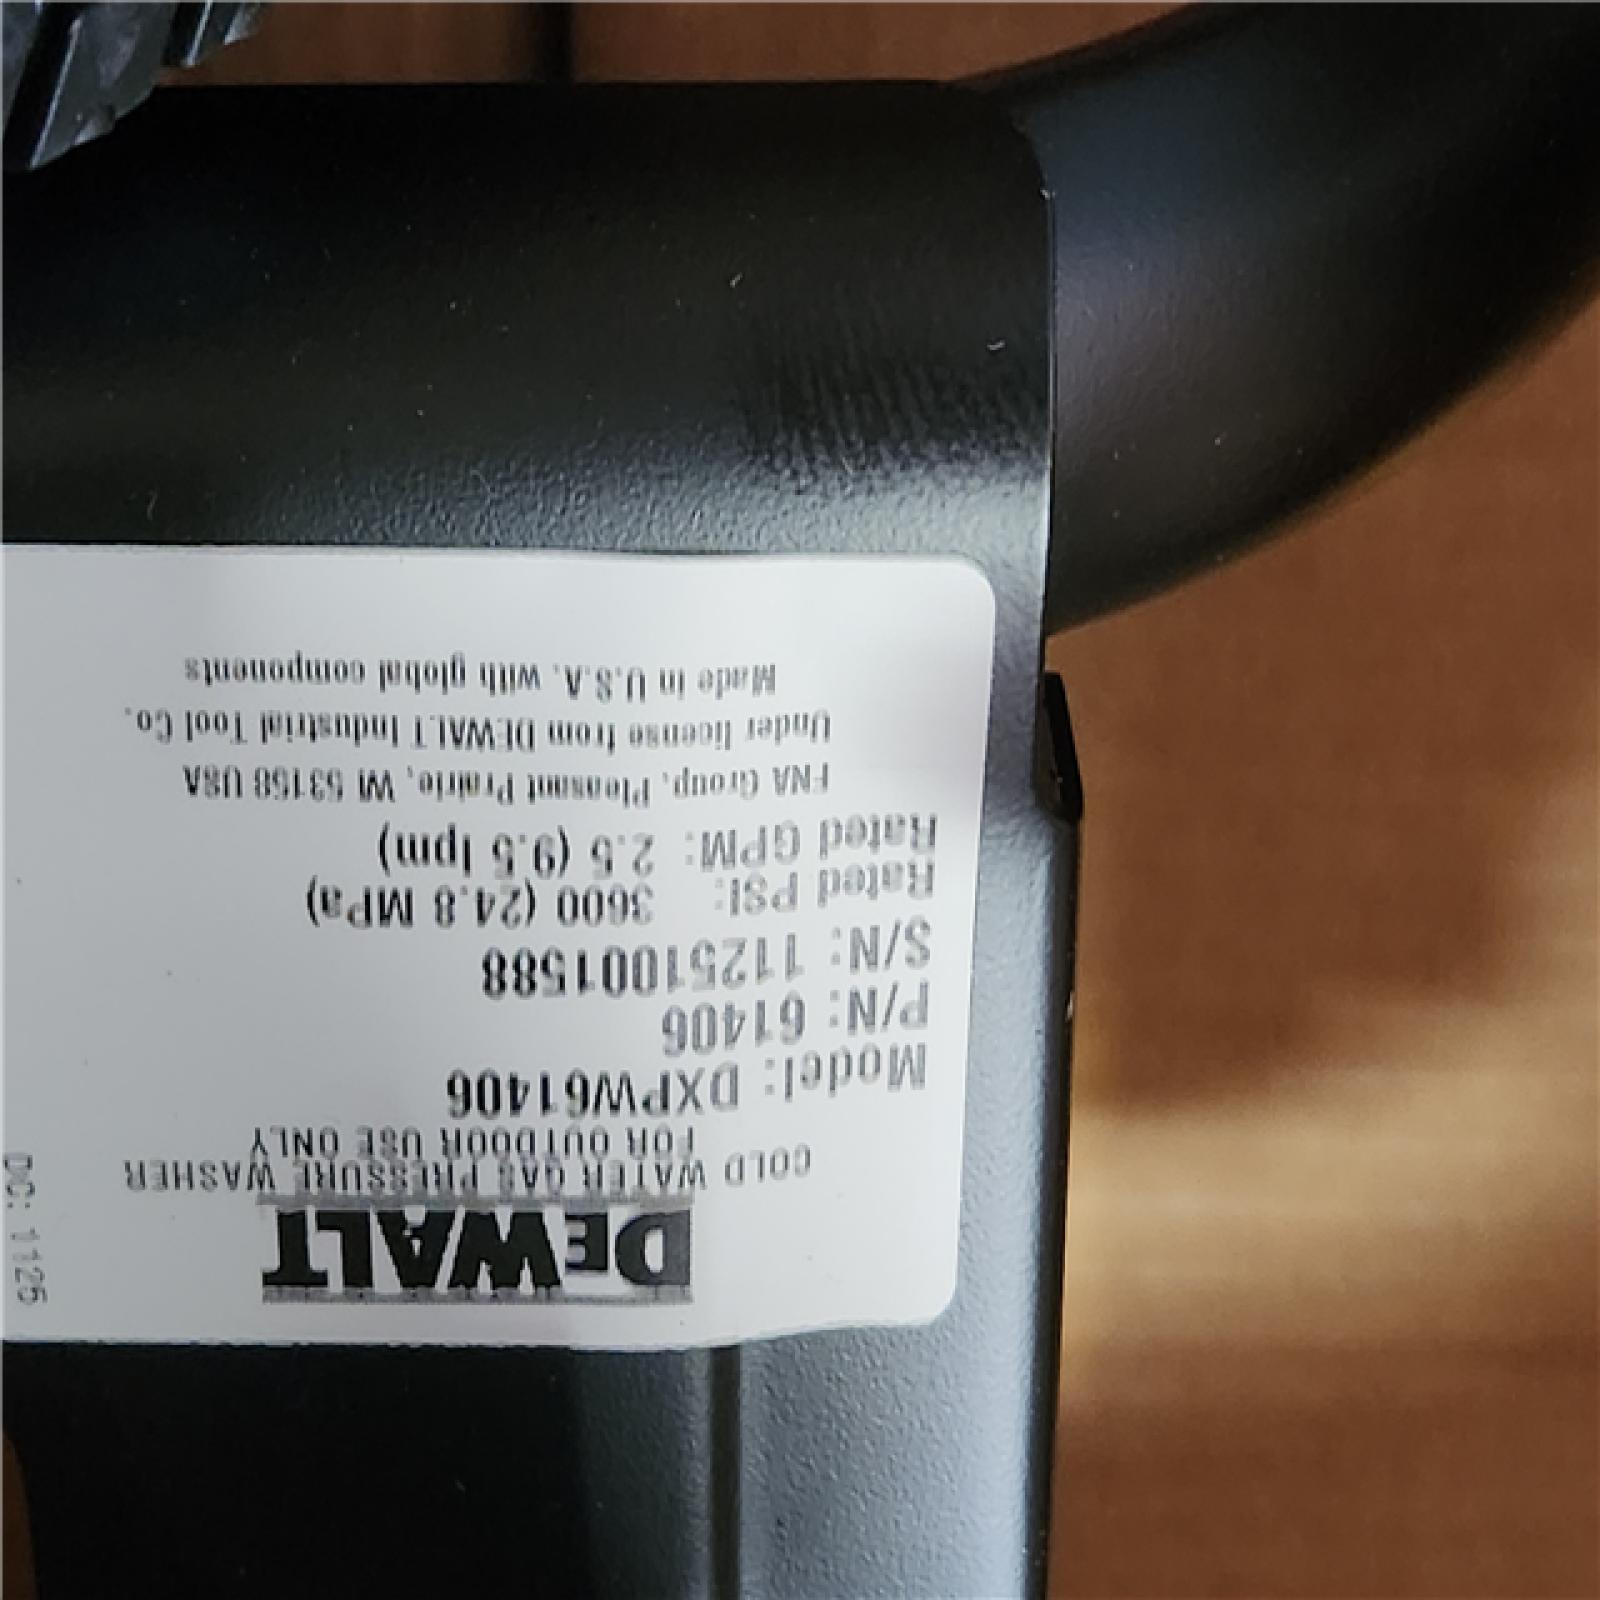 DEWALT
COLD WATER GAS PRESSURE WASHER
FOR OUTDOOR USE ONLY
Model: DXPW61406
P/N: 61406
S/N: 11251001588
Rated PSI: 3600 (24.8 MPa)
Rated GPM: 2.5 (9.5 lpm)
FNA Group, Pleasant Prairie, WI 53158 USA
Under license from DEWALT Industrial Tool Co.
Made in U.S.A. with global components
DC: 1125